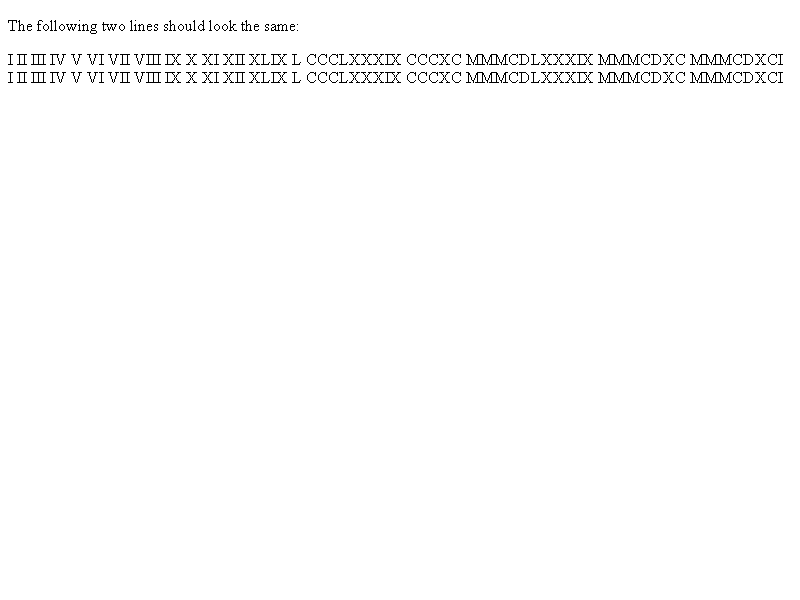 The following two lines should look the same:
I II III IV V VI VII VIII IX X XI XII XLIX L CCCLXXXIX CCCXC MMMCDLXXXIX MMMCDXC MMMCDXCI
I II III IV V VI VII VIII IX X XI XII XLIX L CCCLXXXIX CCCXC MMMCDLXXXIX MMMCDXC MMMCDXCI